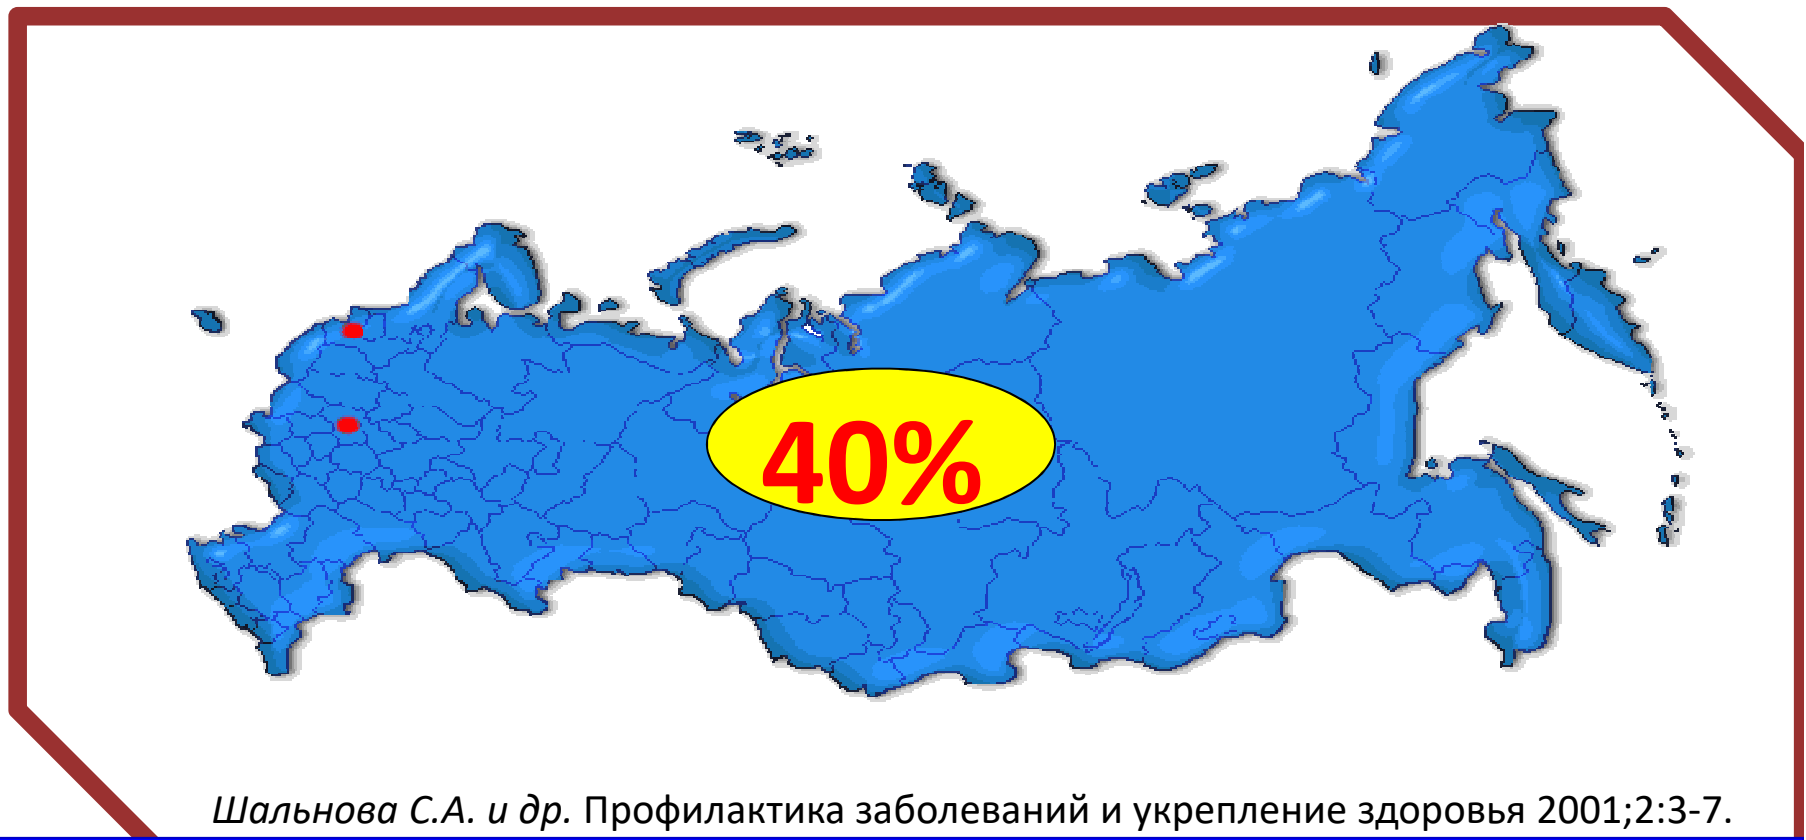 40%
Шальнова С.А. и др. Профилактика заболеваний и укрепление здоровья 2001;2:3-7.